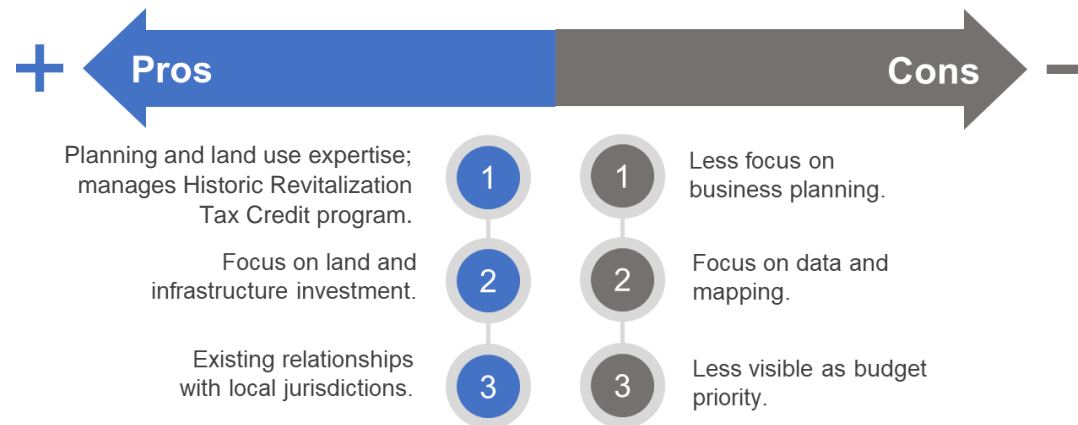 + Pros
Cons −
1
Planning and land use expertise;
manages Historic Revitalization
Tax Credit program.
2
Focus on land and
infrastructure investment.
3
Existing relationships
with local jurisdictions.
1
Less focus on
business planning.
2
Focus on data and
mapping.
3
Less visible as budget
priority.